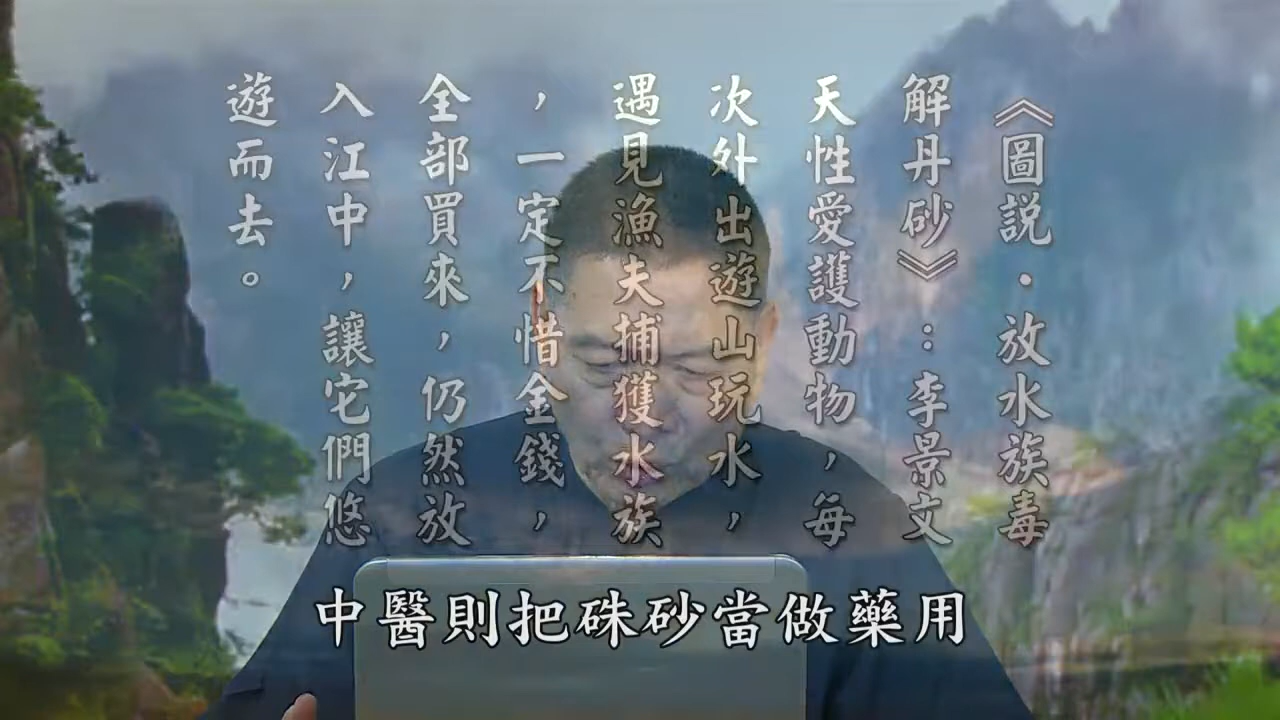 《圖説·放水族毒
解丹砂》:李景文
天性愛護動物,每
次外出遊山玩水,
遇見漁夫捕獲水族
,一定不惜金錢,
全部買來,仍然放
入江中,讓它們悠
遊而去。
中醫則把硃砂當做藥用